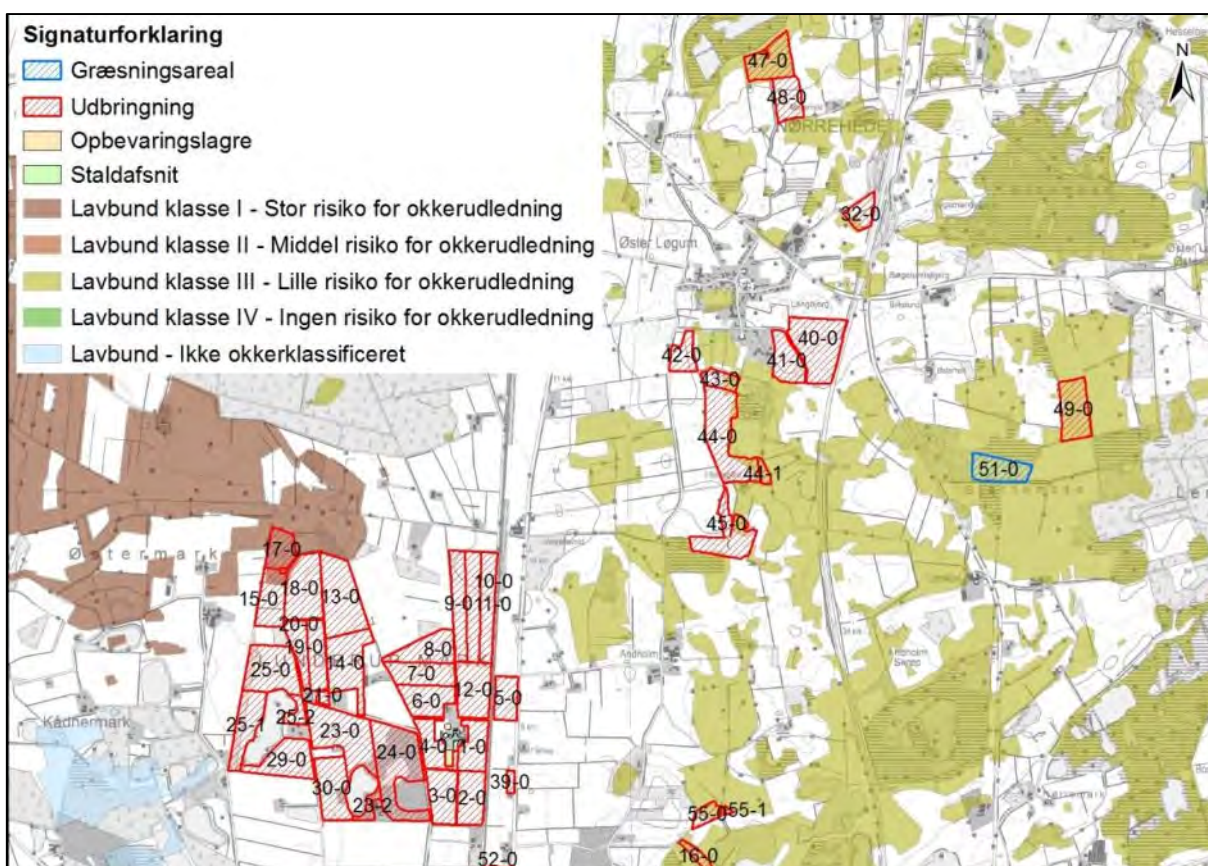 Signaturforklaring
Græsningsareal
Udbringning
Opbevaringslagre
Staldafsnit
Lavbund klasse I - Stor risiko for okkerudledning
Lavbund klasse II - Middel risiko for okkerudledning
Lavbund klasse III - Lille risiko for okkerudledning
Lavbund klasse IV - Ingen risiko for okkerudledning
Lavbund - Ikke okkerklassificeret
N
47-0
48-0
NØRREHEDE
32-0
Øster Løgum
40-0
41-0
42-0
43-0
49-0
44-0
44-1
51-0
45-0
Østermark
17-0
18-0
15-0
13-0
10-0
9-0
11-0
20-0
19-0
8-0
14-0
25-0
7-0
12-0
5-0
6-0
21-0
25-2
25-1
Kådnermark
23-0
24-0
4-0
1-0
29-0
30-0
39-0
3-0
2-0
23-2
52-0
55-0
55-1
16-0
Andholm